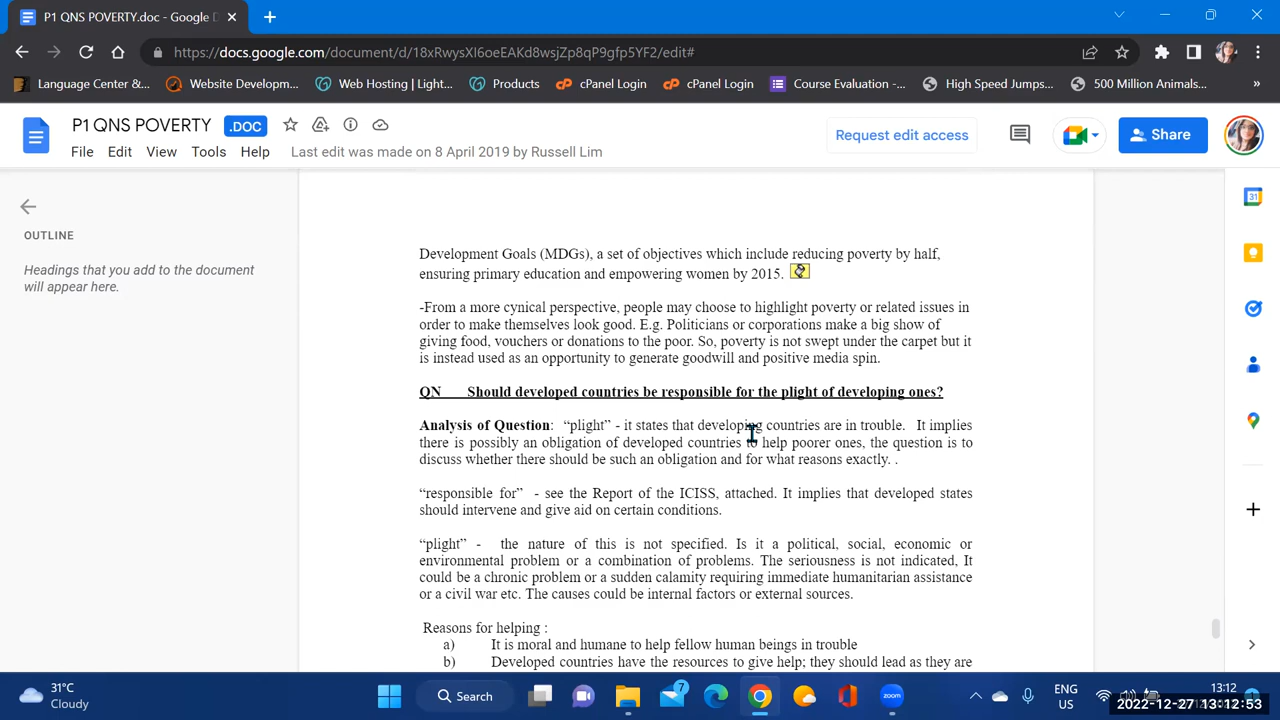 P1 QNS POVERTY.doc - Google D
https://docs.google.com/document/d/18xRwysXl6oeEAKd8wsjZp8qP9gfp5YF2/edit#
Language Center &... Website Developm... Web Hosting | Light... Products cPanel Login cPanel Login Course Evaluation -... High Speed Jumps... 500 Million Animals... »
P1 QNS POVERTY .DOC
Request edit access Share
File Edit View Tools Help Last edit was made on 8 April 2019 by Russell Lim
OUTLINE
Headings that you add to the document
will appear here.
Development Goals (MDGs), a set of objectives which include reducing poverty by half,
ensuring primary education and empowering women by 2015.
-From a more cynical perspective, people may choose to highlight poverty or related issues in
order to make themselves look good. E.g. Politicians or corporations make a big show of
giving food, vouchers or donations to the poor. So, poverty is not swept under the carpet but it
is instead used as an opportunity to generate goodwill and positive media spin.
QN Should developed countries be responsible for the plight of developing ones?
Analysis of Question: “plight” - it states that developing countries are in trouble. It implies
there is possibly an obligation of developed countries to help poorer ones, the question is to
discuss whether there should be such an obligation and for what reasons exactly. .
“responsible for” - see the Report of the ICISS, attached. It implies that developed states
should intervene and give aid on certain conditions.
“plight” - the nature of this is not specified. Is it a political, social, economic or
environmental problem or a combination of problems. The seriousness is not indicated, It
could be a chronic problem or a sudden calamity requiring immediate humanitarian assistance
or a civil war etc. The causes could be internal factors or external sources.
Reasons for helping :
a) It is moral and humane to help fellow human beings in trouble
b) Developed countries have the resources to give help; they should lead as they are
31
31°C
Cloudy
Search
7
zoom
ENG
US
13:12
2022-12-27 13:12:53